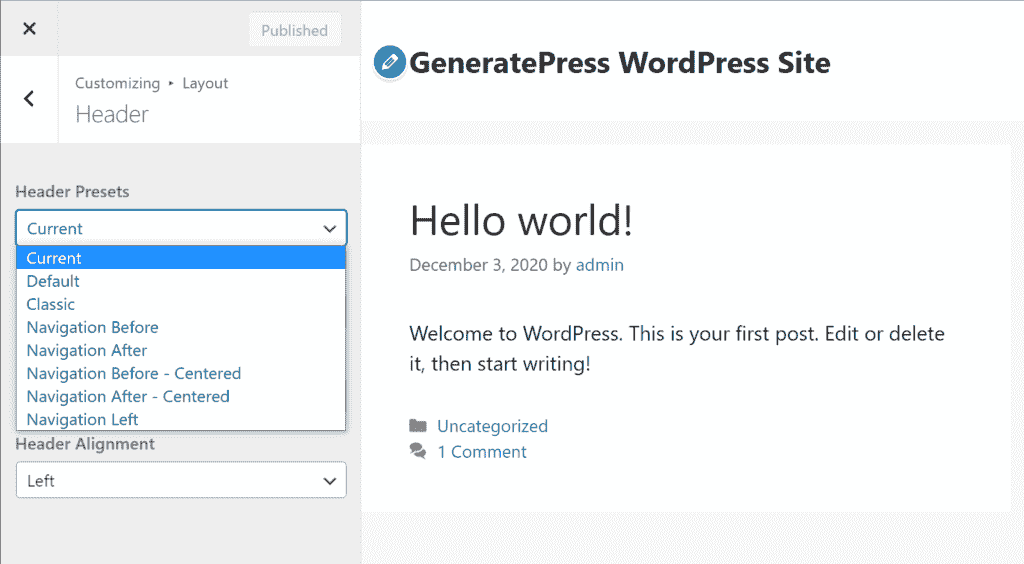 Published
Customizing ▸ Layout
Header
Header Presets
Current
Current
Default
Classic
Navigation Before
Navigation After
Navigation Before - Centered
Navigation After - Centered
Navigation Left
Header Alignment
Left
GeneratePress WordPress Site
Hello world!
December 3, 2020 by admin
Welcome to WordPress. This is your first post. Edit or delete
it, then start writing!
Uncategorized
1 Comment